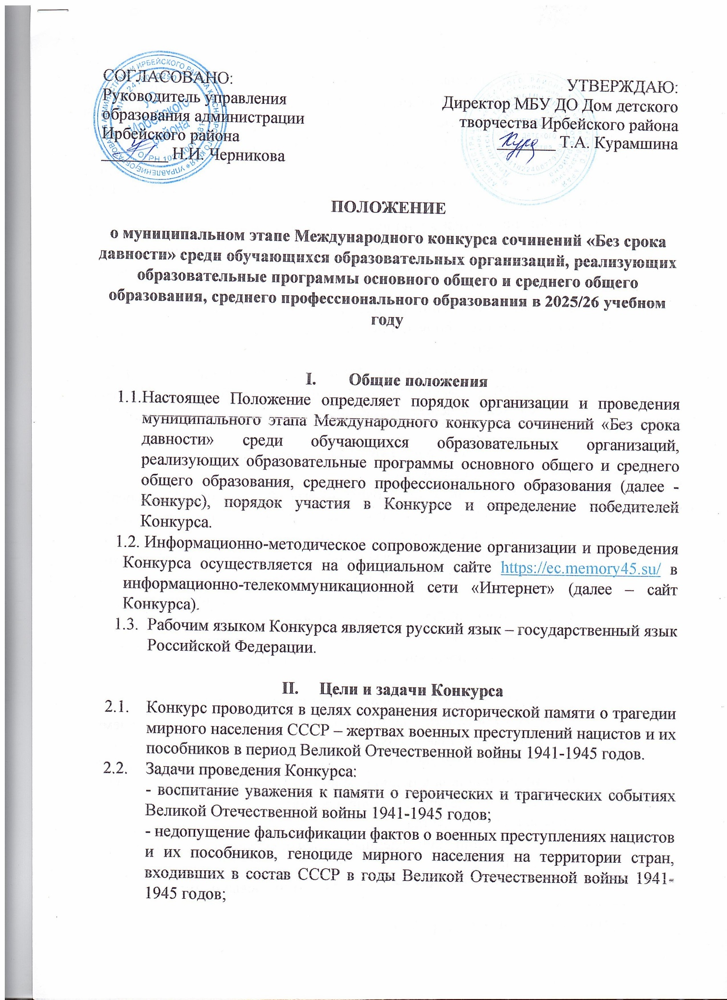 СОГЛАСОВАНО:
Руководитель управления
образования администрации
Ирбейского района
Н.И. Черникова
УО
Ирбейского
района
УТВЕРЖДАЮ:
Директор МБУ ДО Дом детского
творчества Ирбейского района
Т.А. Курамшина
ПОЛОЖЕНИЕ
о муниципальном этапе Международного конкурса сочинений «Без срока
давности» среди обучающихся образовательных организаций, реализующих
образовательные программы основного общего и среднего общего
образования, среднего профессионального образования в 2025/26 учебном
году
I. Общие положения
1.1.Настоящее Положение определяет порядок организации и проведения
муниципального этапа Международного конкурса сочинений «Без срока
давности» среди обучающихся образовательных организаций,
реализующих образовательные программы основного общего и среднего
общего образования, среднего профессионального образования (далее -
Конкурс), порядок участия в Конкурсе и определение победителей
Конкурса.
1.2. Информационно-методическое сопровождение организации и проведения
Конкурса осуществляется на официальном сайте https://ec.memory45.su/ в
информационно-телекоммуникационной сети «Интернет» (далее – сайт
Конкурса).
1.3. Рабочим языком Конкурса является русский язык – государственный язык
Российской Федерации.
II. Цели и задачи Конкурса
2.1. Конкурс проводится в целях сохранения исторической памяти о трагедии
мирного населения СССР – жертвах военных преступлений нацистов и их
пособников в период Великой Отечественной войны 1941-1945 годов.
2.2. Задачи проведения Конкурса:
- воспитание уважения к памяти о героических и трагических событиях
Великой Отечественной войны 1941-1945 годов;
- недопущение фальсификации фактов о военных преступлениях нацистов
и их пособников, геноциде мирного населения на территории стран,
входивших в состав СССР в годы Великой Отечественной войны 1941-
1945 годов;